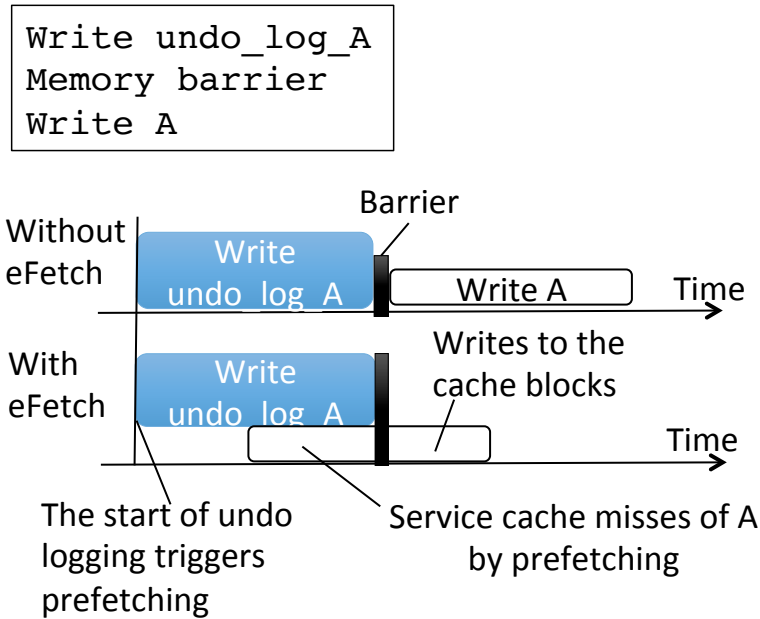 Write undo_log_A
Memory barrier
Write A
Barrier
Without
eFetch
Write
undo_log_A
Write A
Time
With
eFetch
Write
undo_log_A
Writes to the
cache blocks
Time
The start of undo
logging triggers
prefetching
Service cache misses of A
by prefetching